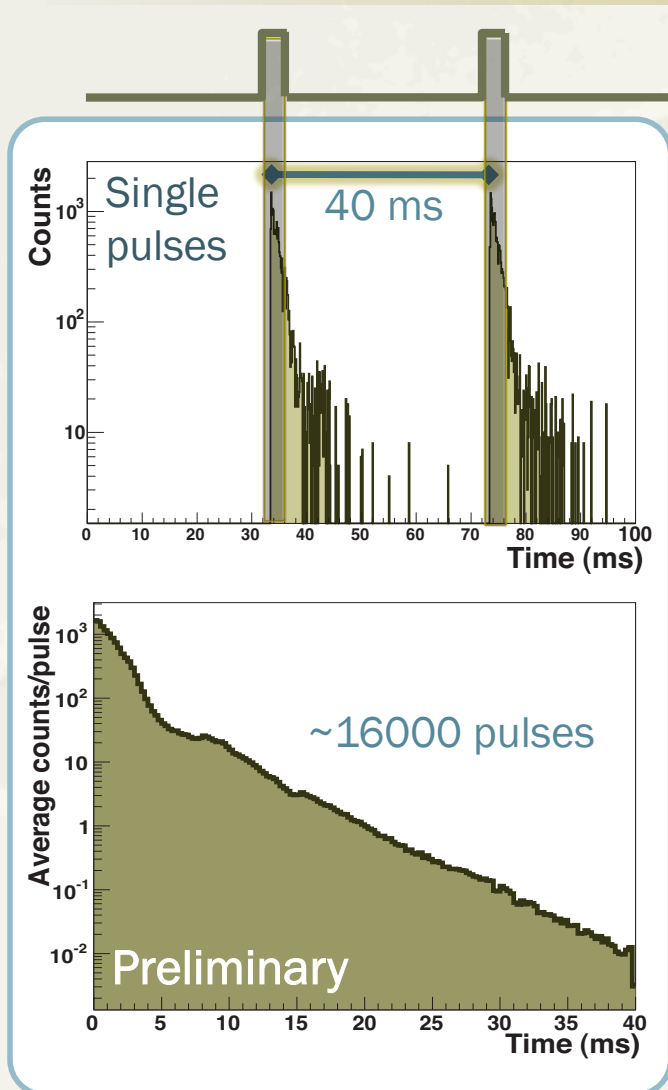 Single
pulses
40 ms
Counts
10³
10²
10
0 10 20 30 40 50 60 70 80 90 100
Time (ms)
Average counts/pulse
10³
10²
10
1
10⁻¹
10⁻²
~16000 pulses
Preliminary
0 5 10 15 20 25 30 35 40
Time (ms)